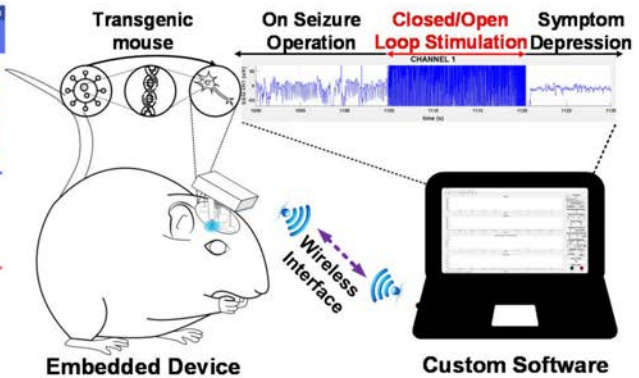 Transgenic
mouse
On Seizure
Operation
Closed/Open
Loop Stimulation
Symptom
Depression
CHANNEL 1
time (s)
Wireless
Interface
Embedded Device
Custom Software